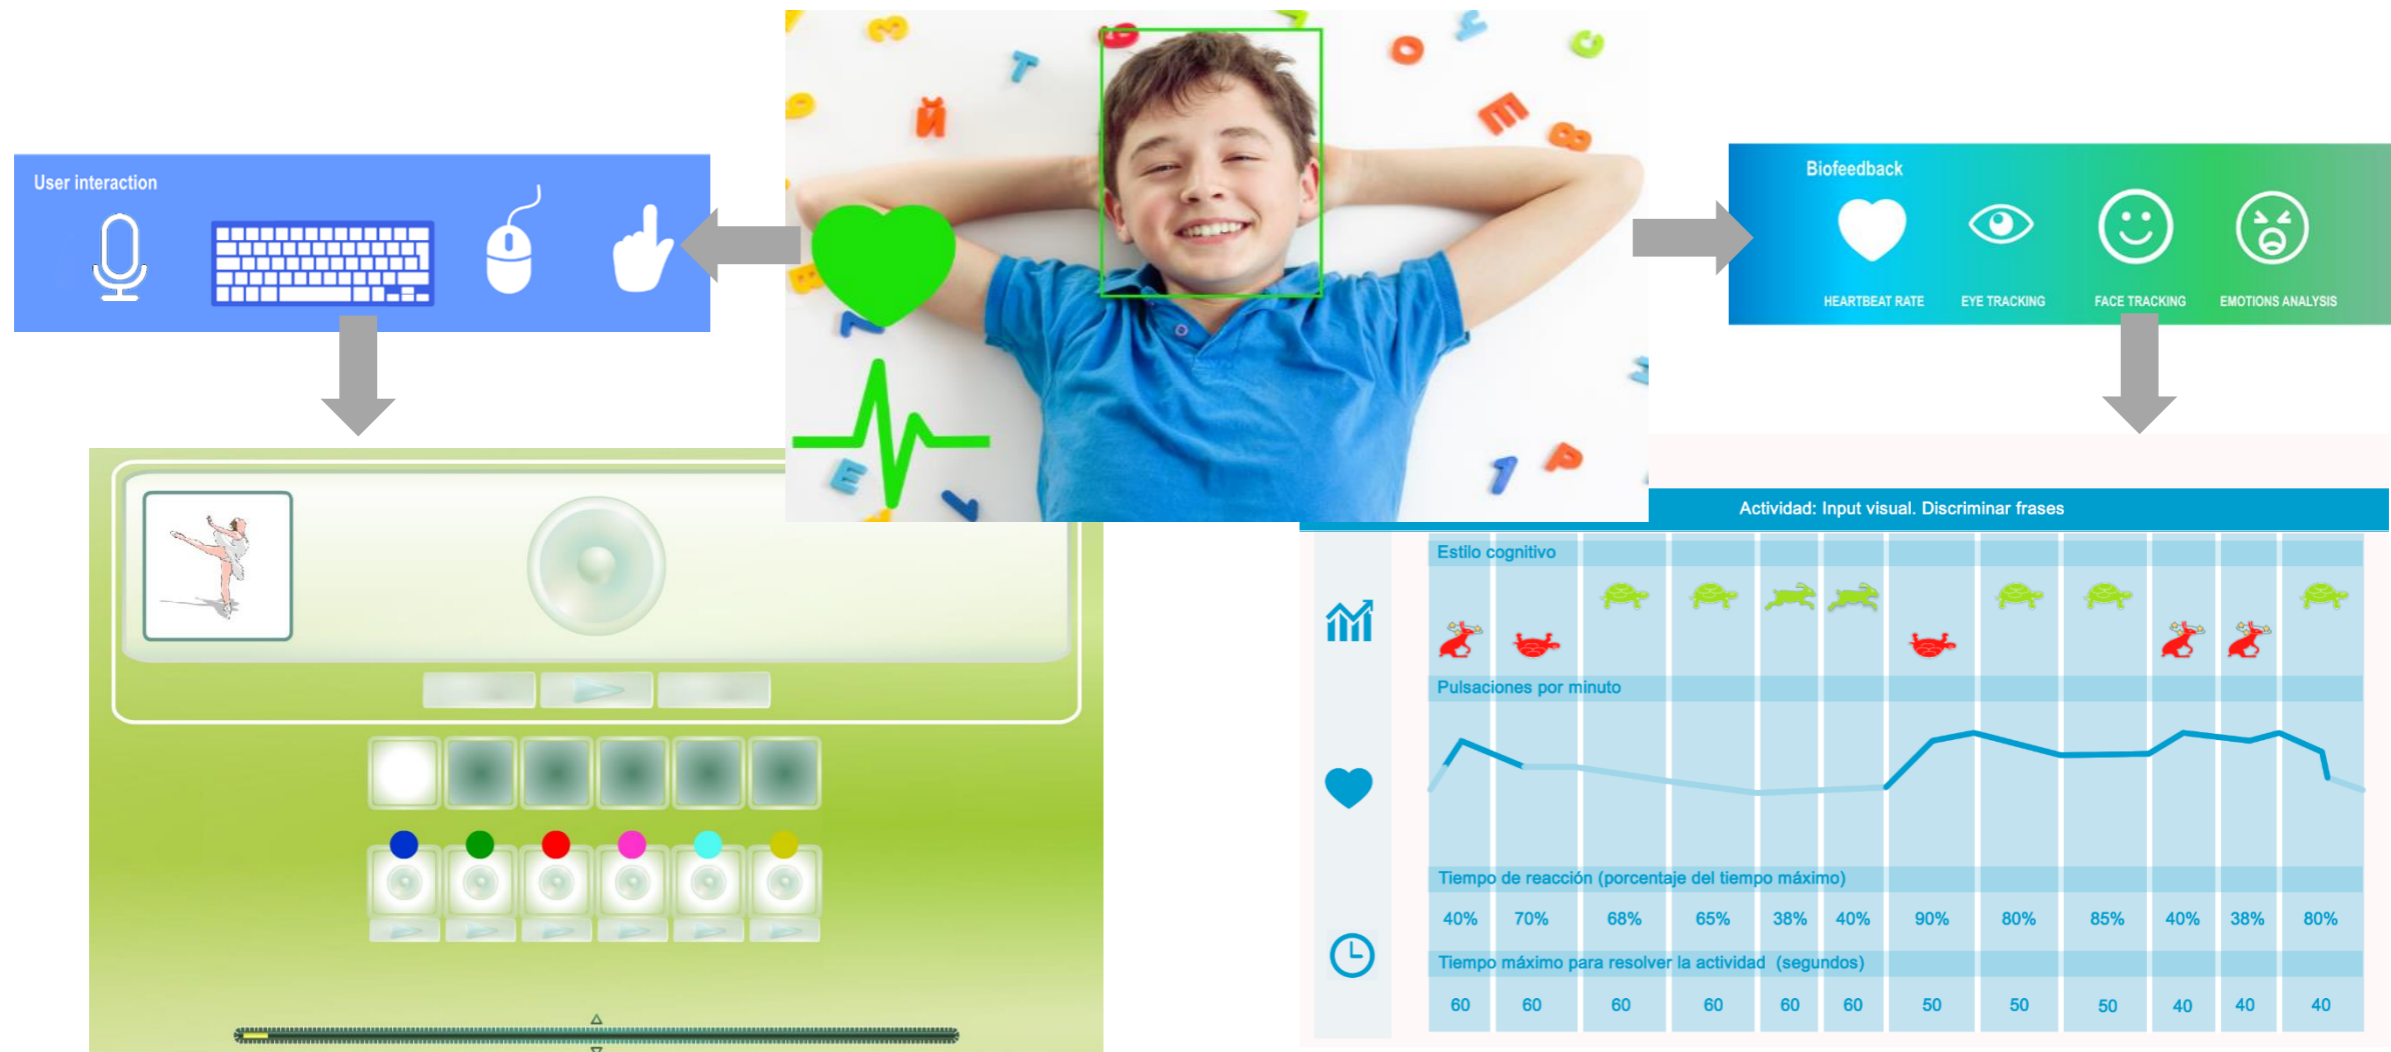 User interaction
Biofeedback
HEARTBEAT RATE EYE TRACKING FACE TRACKING EMOTIONS ANALYSIS
Actividad: Input visual. Discriminar frases
Estilo cognitivo
Pulsaciones por minuto
Tiempo de reacción (porcentaje del tiempo máximo)
40% 70% 68% 65% 38% 40% 90% 80% 85% 40% 38% 80%
Tiempo máximo para resolver la actividad (segundos)
60 60 60 60 60 60 50 50 50 40 40 40